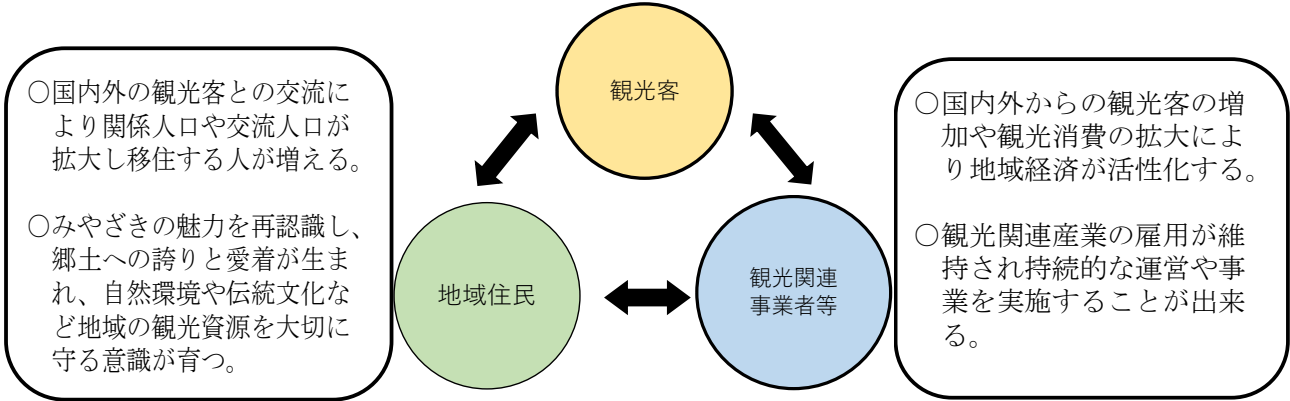 観光客
○国内外の観光客との交流に
より関係人口や交流人口が
拡大し移住する人が増える。
○みやざきの魅力を再認識し、
郷土への誇りと愛着が生ま
れ、自然環境や伝統文化な
ど地域の観光資源を大切に
守る意識が育つ。
地域住民
観光関連
事業者等
○国内外からの観光客の増
加や観光消費の拡大によ
り地域経済が活性化する。
○観光関連産業の雇用が維
持され持続的な運営や事
業を実施することが出来
る。